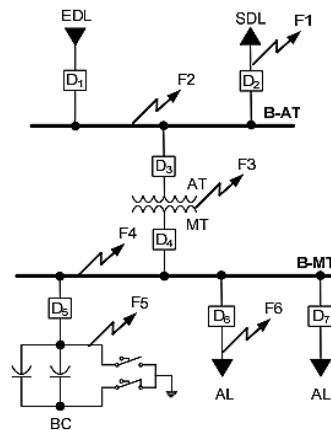 EDL
SDL
F1
D1
F2
D2
B-AT
D3
AT
F3
MT
D4
F4
B-MT
D5
F5
D6
F6
D7
BC
AL
AL